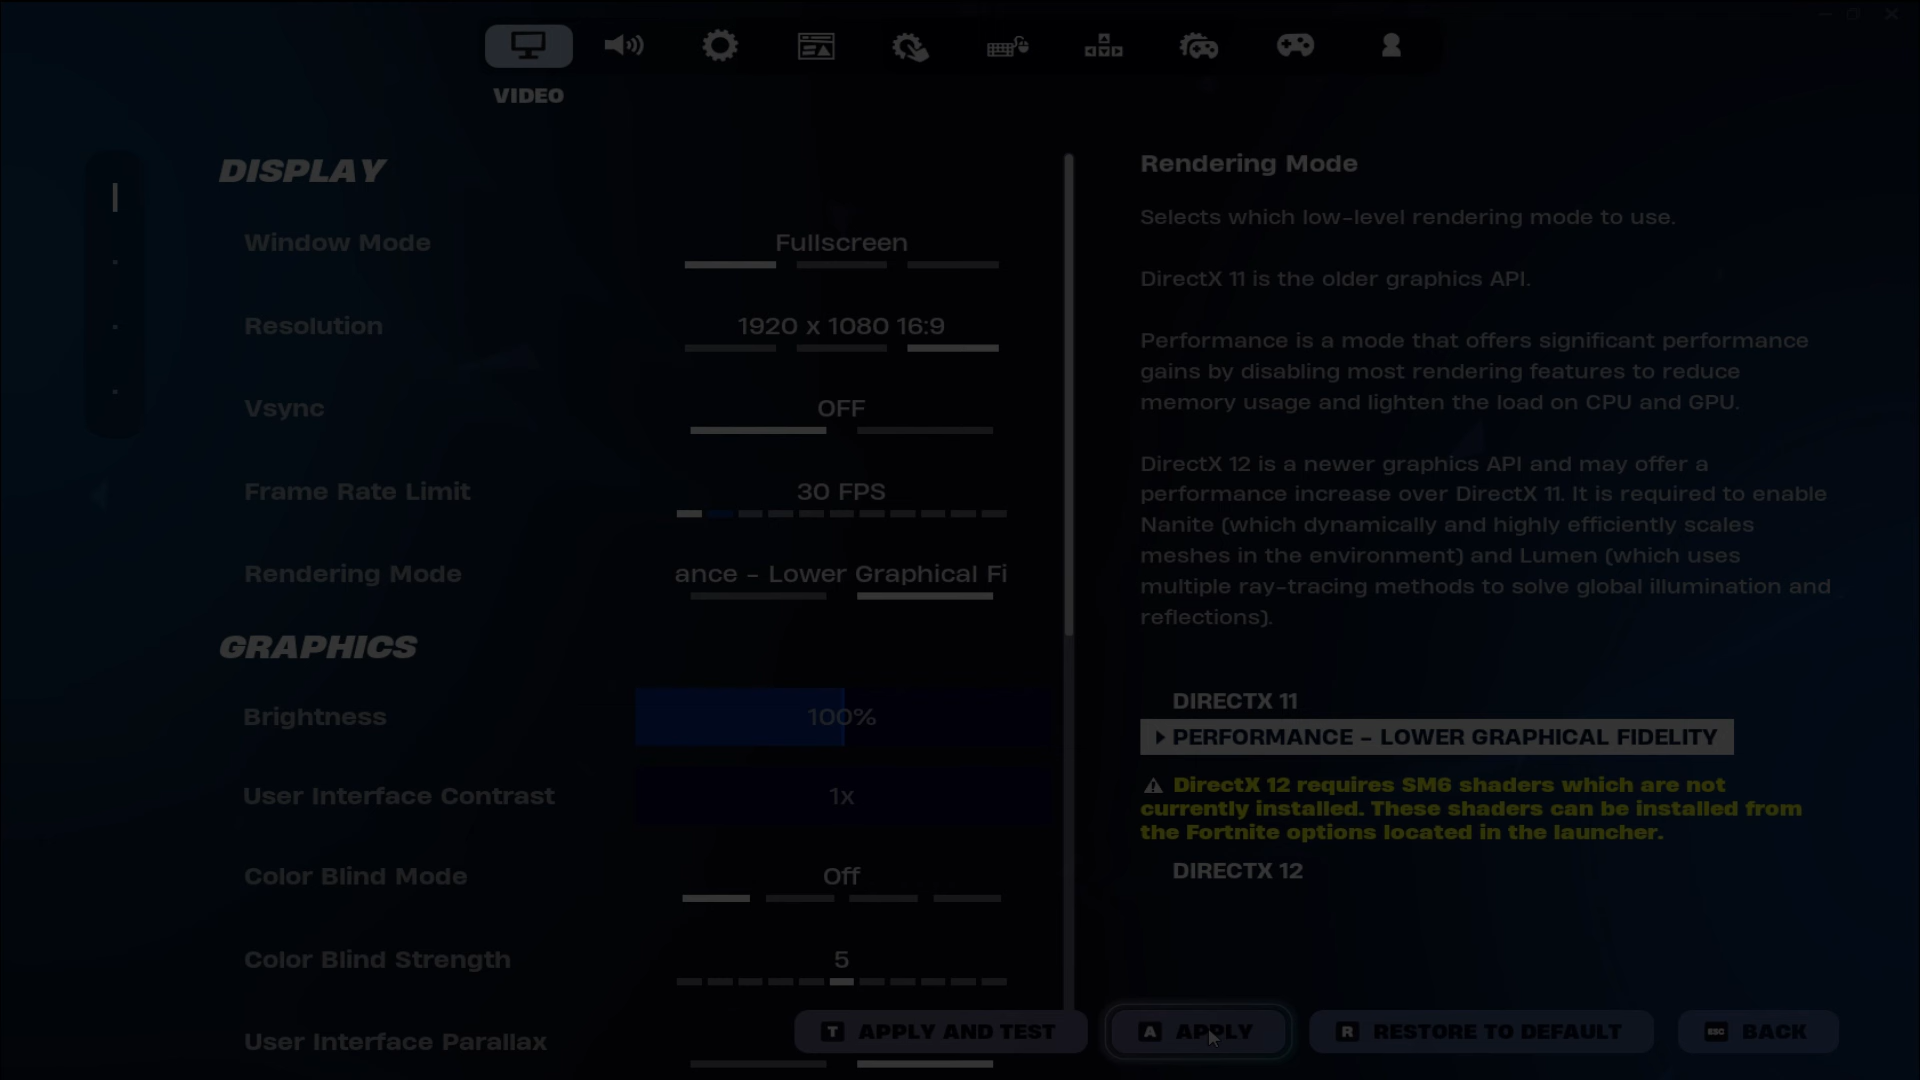 VIDEO
DISPLAY
Window Mode
Fullscreen
Resolution
1920 x 1080 16:9
Vsync
OFF
Frame Rate Limit
30 FPS
Rendering Mode
ance - Lower Graphical Fi
GRAPHICS
Brightness
100%
User Interface Contrast
1x
Color Blind Mode
Off
Color Blind Strength
5
User Interface Parallax
Rendering Mode
Selects which low-level rendering mode to use.
DirectX 11 is the older graphics API.
Performance is a mode that offers significant performance
gains by disabling most rendering features to reduce
memory usage and lighten the load on CPU and GPU.
DirectX 12 is a newer graphics API and may offer a
performance increase over DirectX 11. It is required to enable
Nanite (which dynamically and highly efficiently scales
meshes in the environment) and Lumen (which uses
multiple ray-tracing methods to solve global illumination and
reflections).
DIRECTX 11
PERFORMANCE - LOWER GRAPHICAL FIDELITY
DirectX 12 requires SM6 shaders which are not
currently installed. These shaders can be installed from
the Fortnite options located in the launcher.
DIRECTX 12
T APPLY AND TEST
A APPLY
R RESTORE TO DEFAULT
ESC BACK